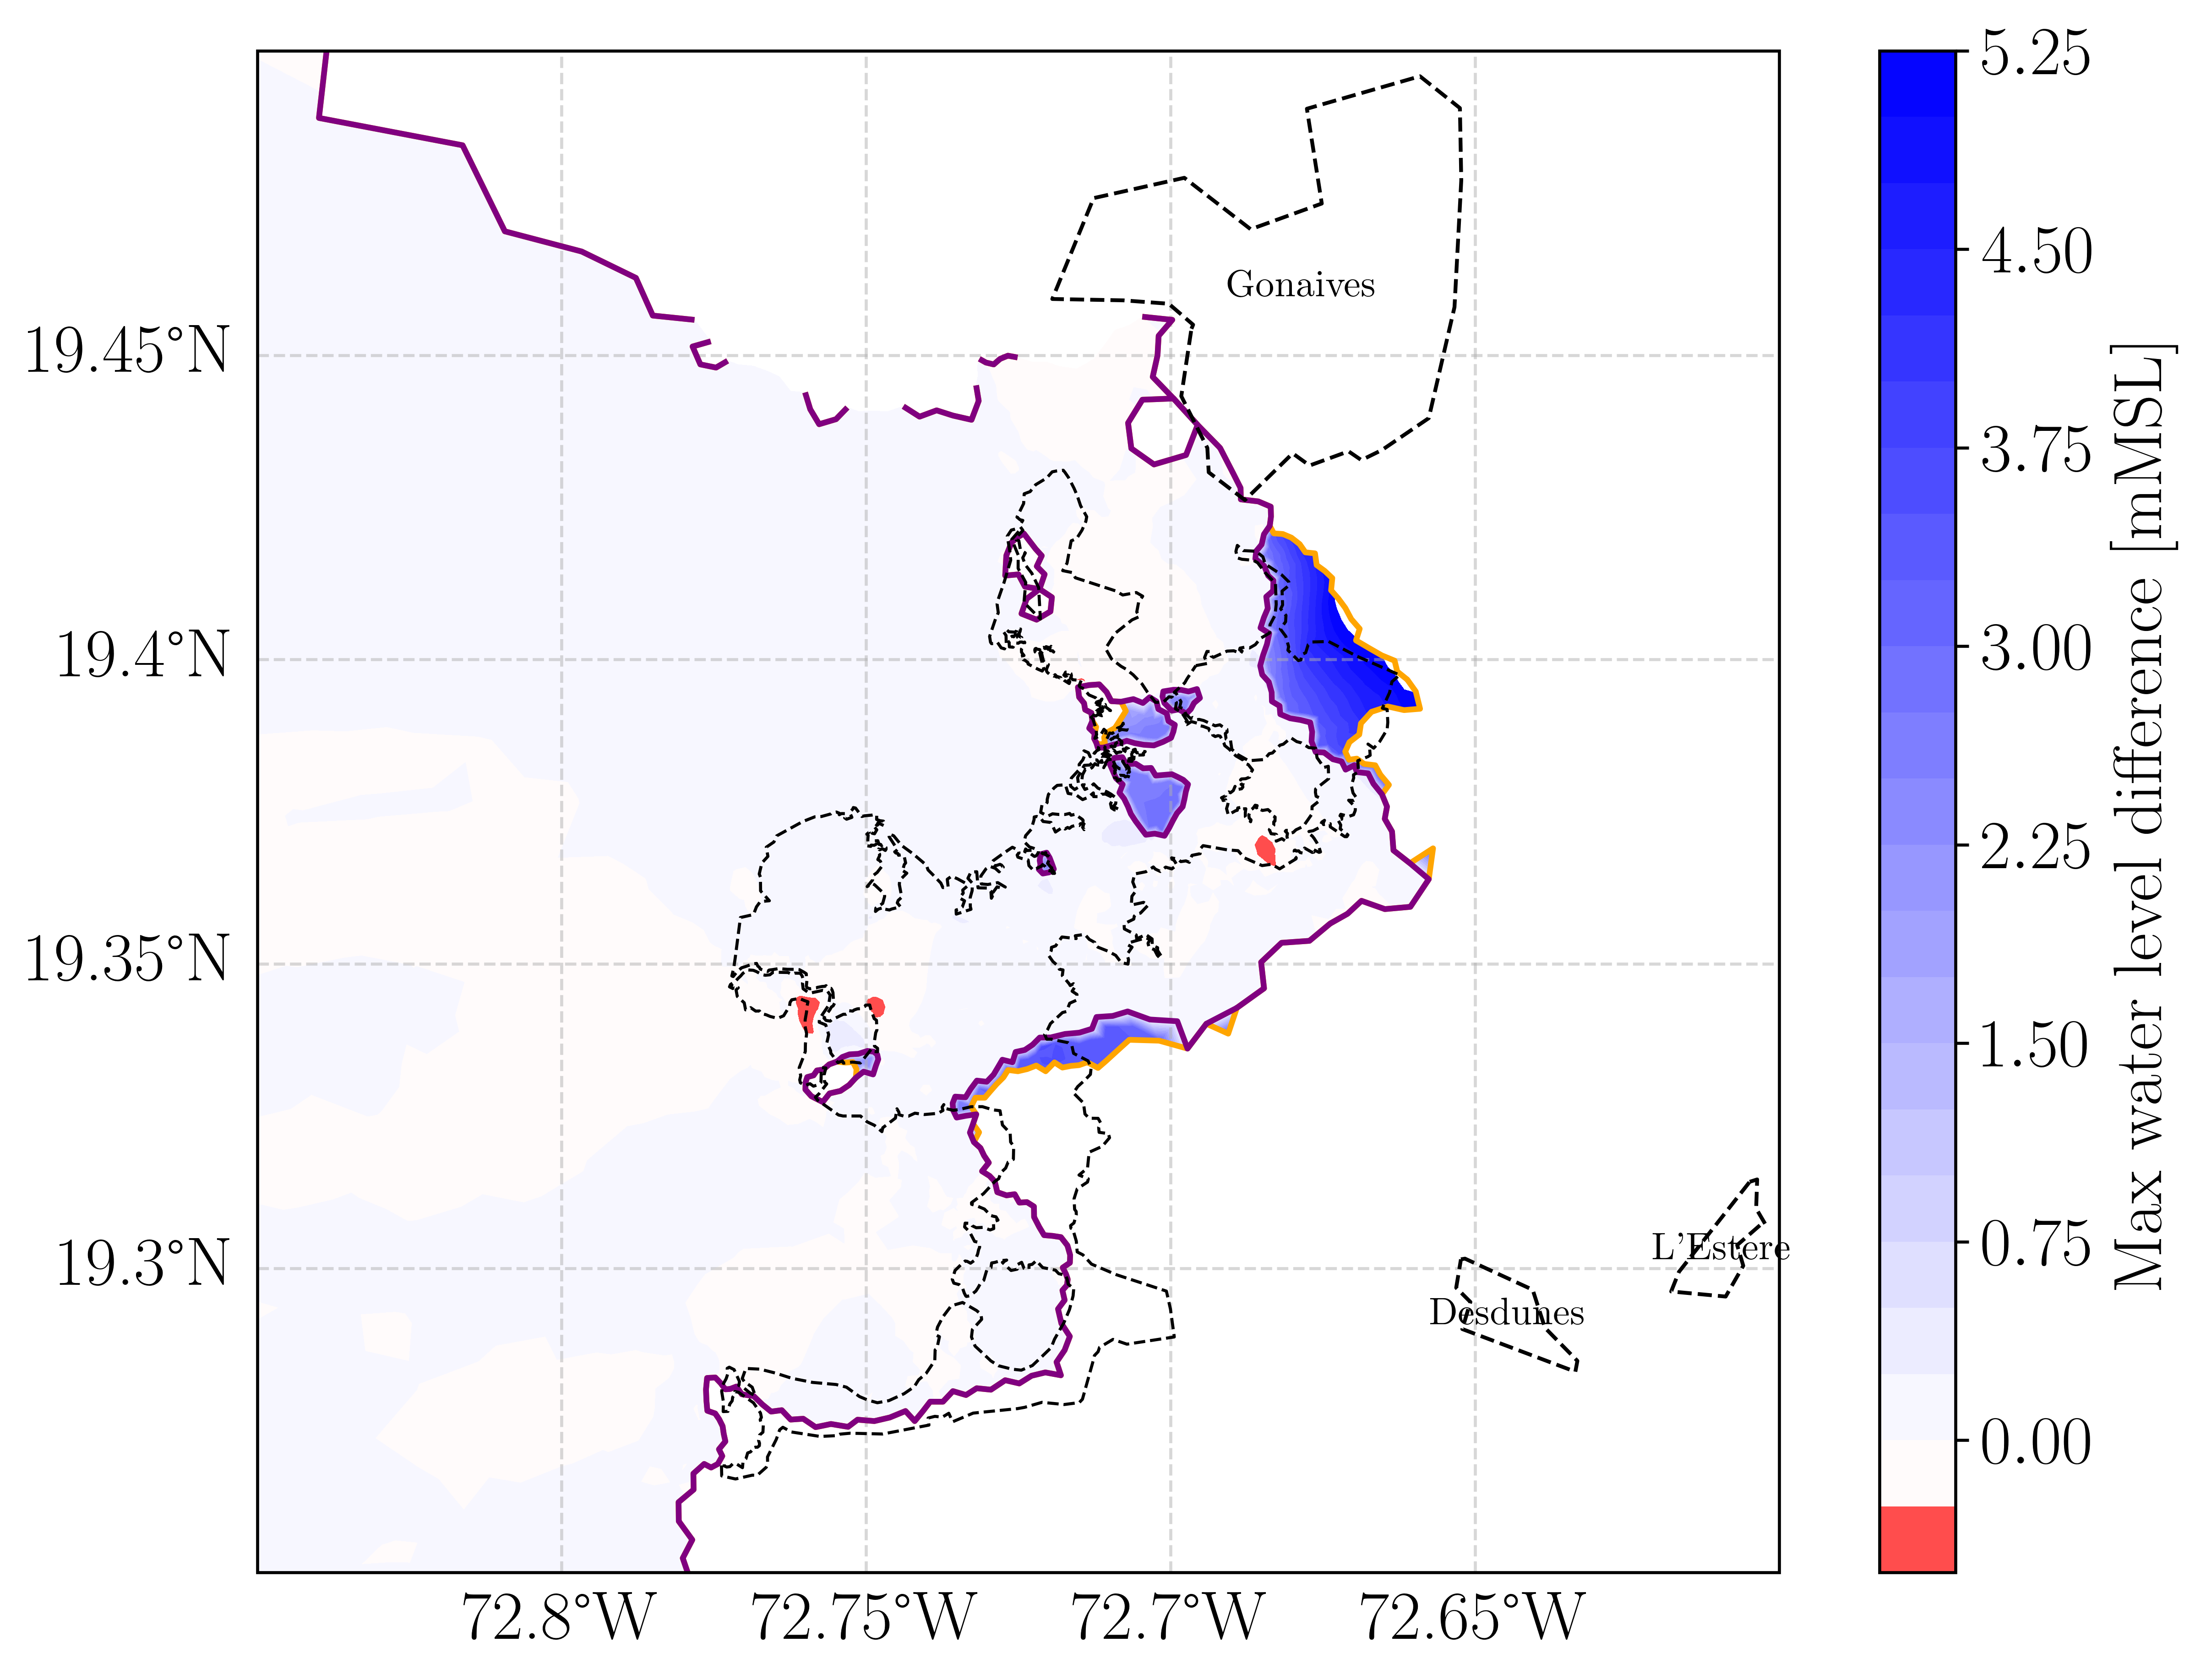 5.25
4.50
3.75
3.00
2.25
1.50
0.75
0.00
Max water level difference [mMSL]
19.45°N
19.4°N
19.35°N
19.3°N
72.8°W
72.75°W
72.7°W
72.65°W
Gonaives
L'Estere
Desdunes